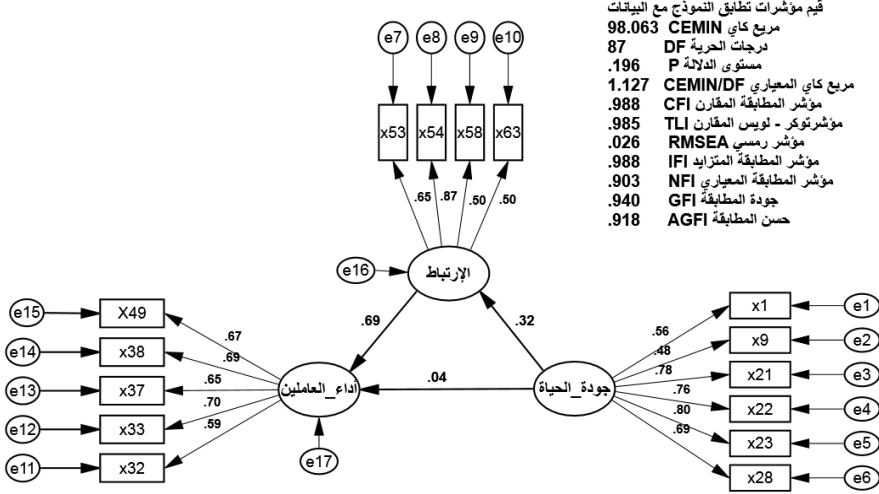 قيم مؤشرات تطابق النموذج مع البيانات
مربع كاي CEMIN 98.063
درجات الحرية DF 87
مستوى الدلالة P .196
مربع كاي المعياري CEMIN/DF 1.127
مؤشر المطابقة المقارن CFI .988
مؤشرتوكر - لويس المقارن TLI .985
مؤشر رمسي RMSEA .026
مؤشر المطابقة المتزايد IFI .988
مؤشر المطابقة المعياري NFI .903
جودة المطابقة GFI .940
حسن المطابقة AGFI .918
e7 e8 e9 e10
x53 x54 x58 x63
.65 .87 .50 .50
e16 الإرتباط
.69 .32
.04
أداء_العاملين
جودة_الحياة
e17
e15 X49 .67
e14 x38 .69
e13 x37 .65
e12 x33 .70
e11 x32 .59
.56 x1 e1
.48 x9 e2
.78 x21 e3
.76 x22 e4
.80 x23 e5
.69 x28 e6